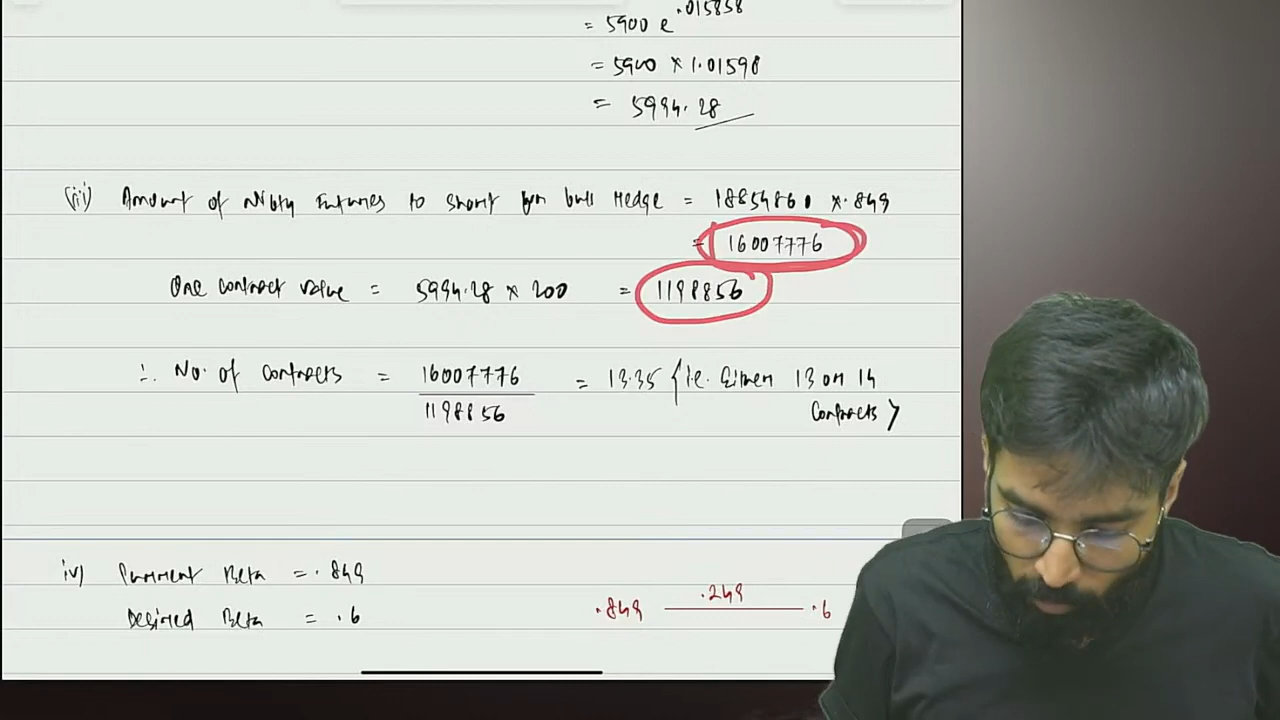 = 5900 e^.015858
= 5900 × 1.01598
= 5994.28
(iii) Amount of Nifty Futures to short for full Hedge = 18854860 × .849
= 16007776
One contract value = 5994.28 × 200 = 1198856
∴ No. of contracts = 16007776 / 1198856 = 13.35 {i.e. Either 13 or 14 contracts}
iv) Current Beta = .849
Desired Beta = .6
.849 .249 .6